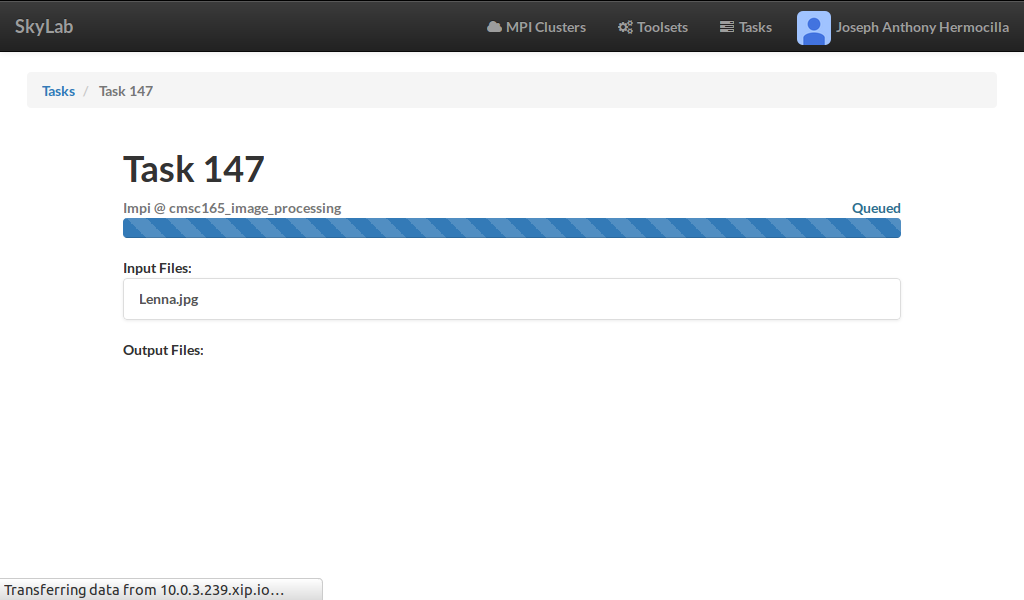 SkyLab MPI Clusters Toolsets Tasks Joseph Anthony Hermocilla
Tasks / Task 147
Task 147
Impi @ cmsc165_image_processing Queued
Input Files:
Lenna.jpg
Output Files:
Transferring data from 10.0.3.239.xip.io…